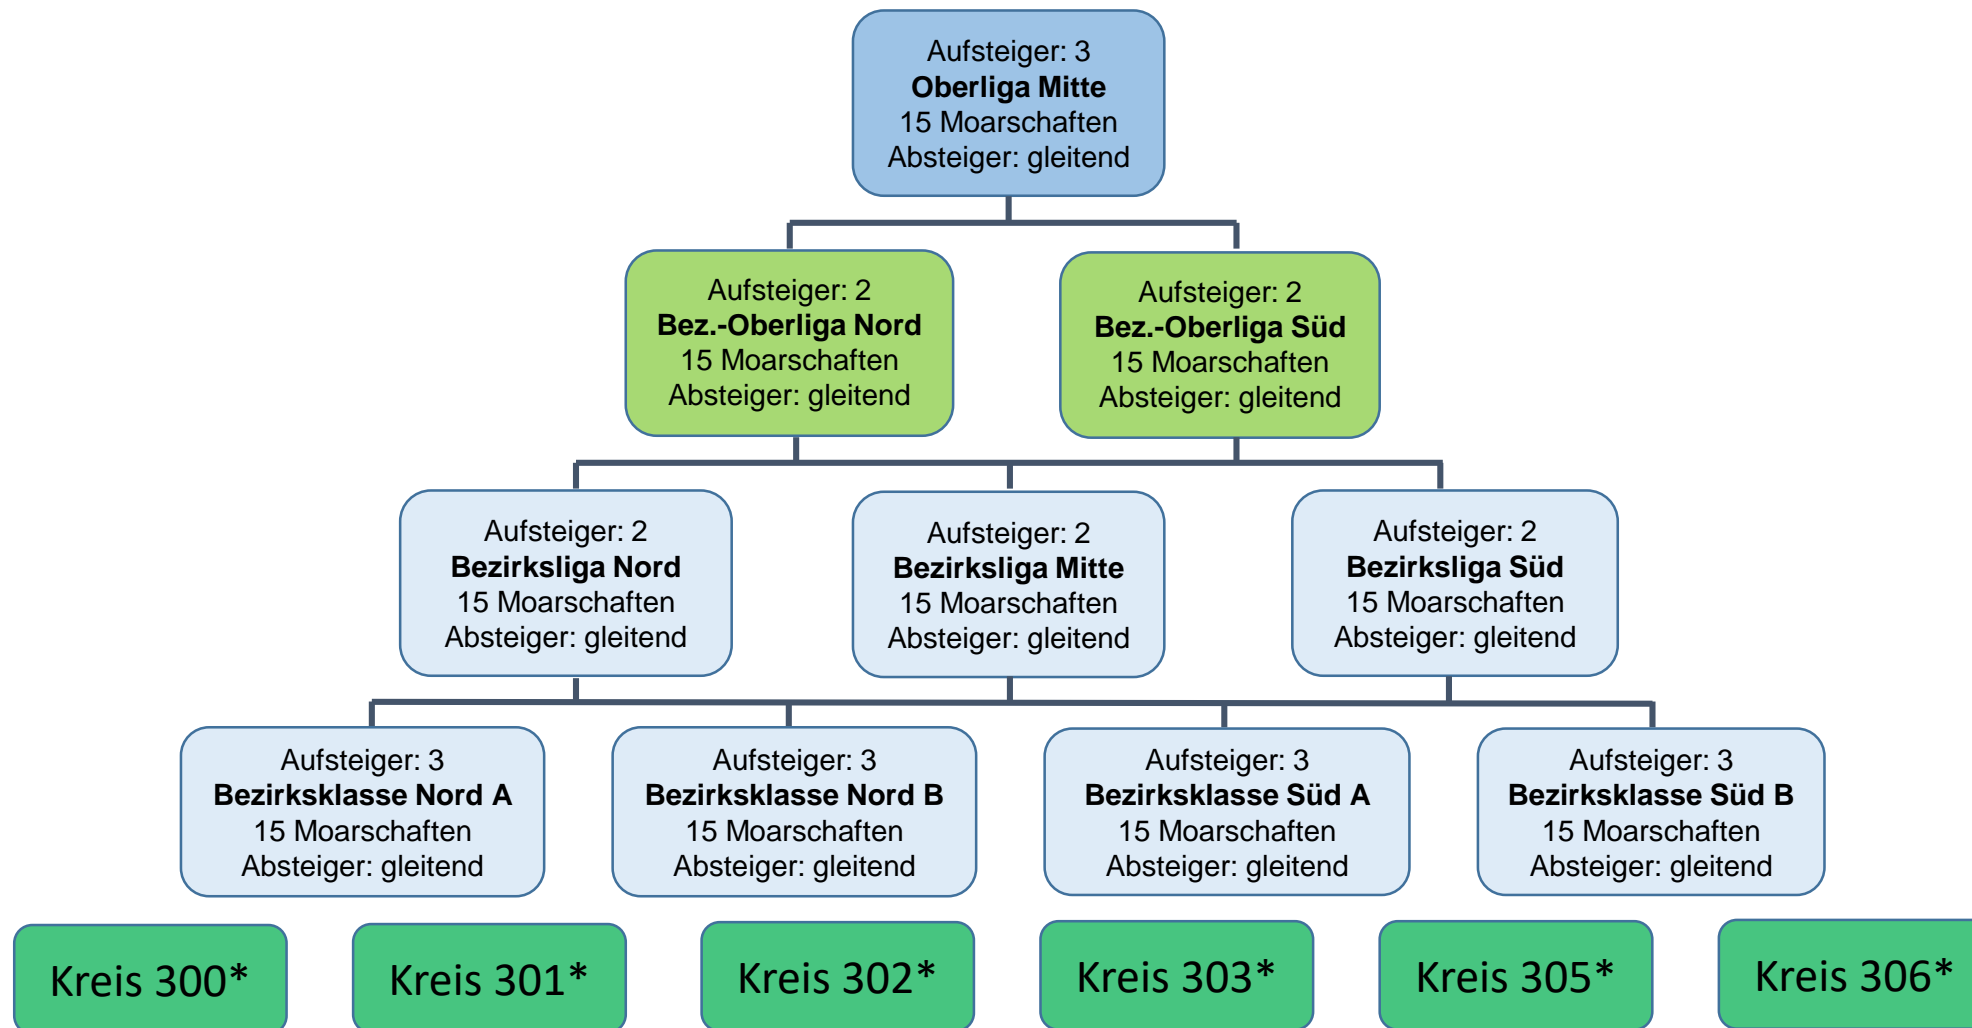 Aufsteiger: 3
Oberliga Mitte
15 Moarschaften
Absteiger: gleitend
Aufsteiger: 2
Bez.-Oberliga Nord
15 Moarschaften
Absteiger: gleitend
Aufsteiger: 2
Bez.-Oberliga Süd
15 Moarschaften
Absteiger: gleitend
Aufsteiger: 2
Bezirksliga Nord
15 Moarschaften
Absteiger: gleitend
Aufsteiger: 2
Bezirksliga Mitte
15 Moarschaften
Absteiger: gleitend
Aufsteiger: 2
Bezirksliga Süd
15 Moarschaften
Absteiger: gleitend
Aufsteiger: 3
Bezirksklasse Nord A
15 Moarschaften
Absteiger: gleitend
Aufsteiger: 3
Bezirksklasse Nord B
15 Moarschaften
Absteiger: gleitend
Aufsteiger: 3
Bezirksklasse Süd A
15 Moarschaften
Absteiger: gleitend
Aufsteiger: 3
Bezirksklasse Süd B
15 Moarschaften
Absteiger: gleitend
Kreis 300*
Kreis 301*
Kreis 302*
Kreis 303*
Kreis 305*
Kreis 306*